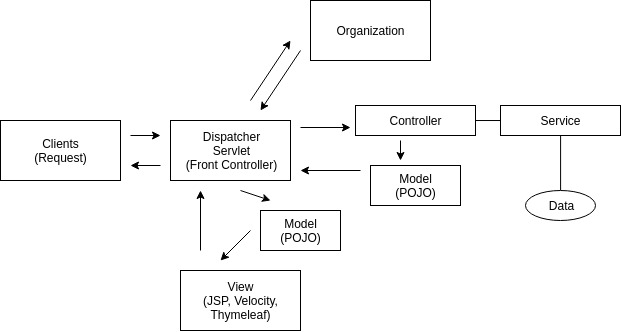 Organization
Clients
(Request)
Dispatcher
Servlet
(Front Controller)
Controller
Service
Model
(POJO)
Data
Model
(POJO)
View
(JSP, Velocity,
Thymeleaf)